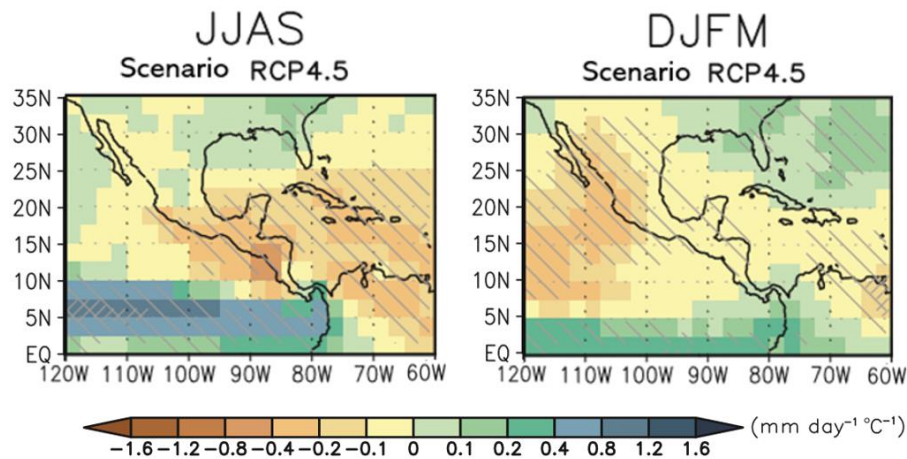 JJAS DJFM
Scenario RCP4.5 Scenario RCP4.5
35N 35N
30N 30N
25N 25N
20N 20N
15N 15N
10N 10N
5N 5N
EQ EQ
120W 110W 100W 90W 80W 70W 60W 120W 110W 100W 90W 80W 70W 60W
(mm day⁻¹ °C⁻¹)
−1.6 −1.2 −0.8 −0.4 −0.2 −0.1 0 0.1 0.2 0.4 0.8 1.2 1.6